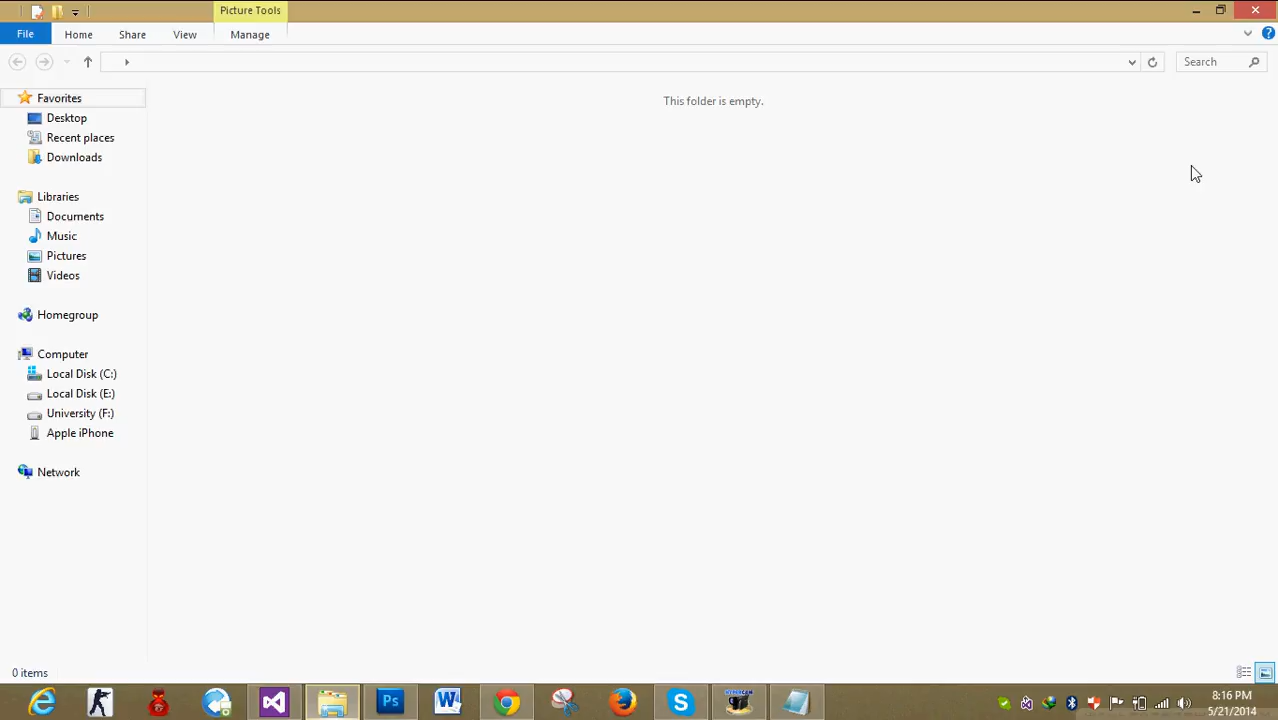 Picture Tools
File Home Share View Manage
Search
This folder is empty.
Favorites
Desktop
Recent places
Downloads
Libraries
Documents
Music
Pictures
Videos
Homegroup
Computer
Local Disk (C:)
Local Disk (E:)
University (F:)
Apple iPhone
Network
0 items
Ps
HYPERCAM
8:16 PM
5/21/2014